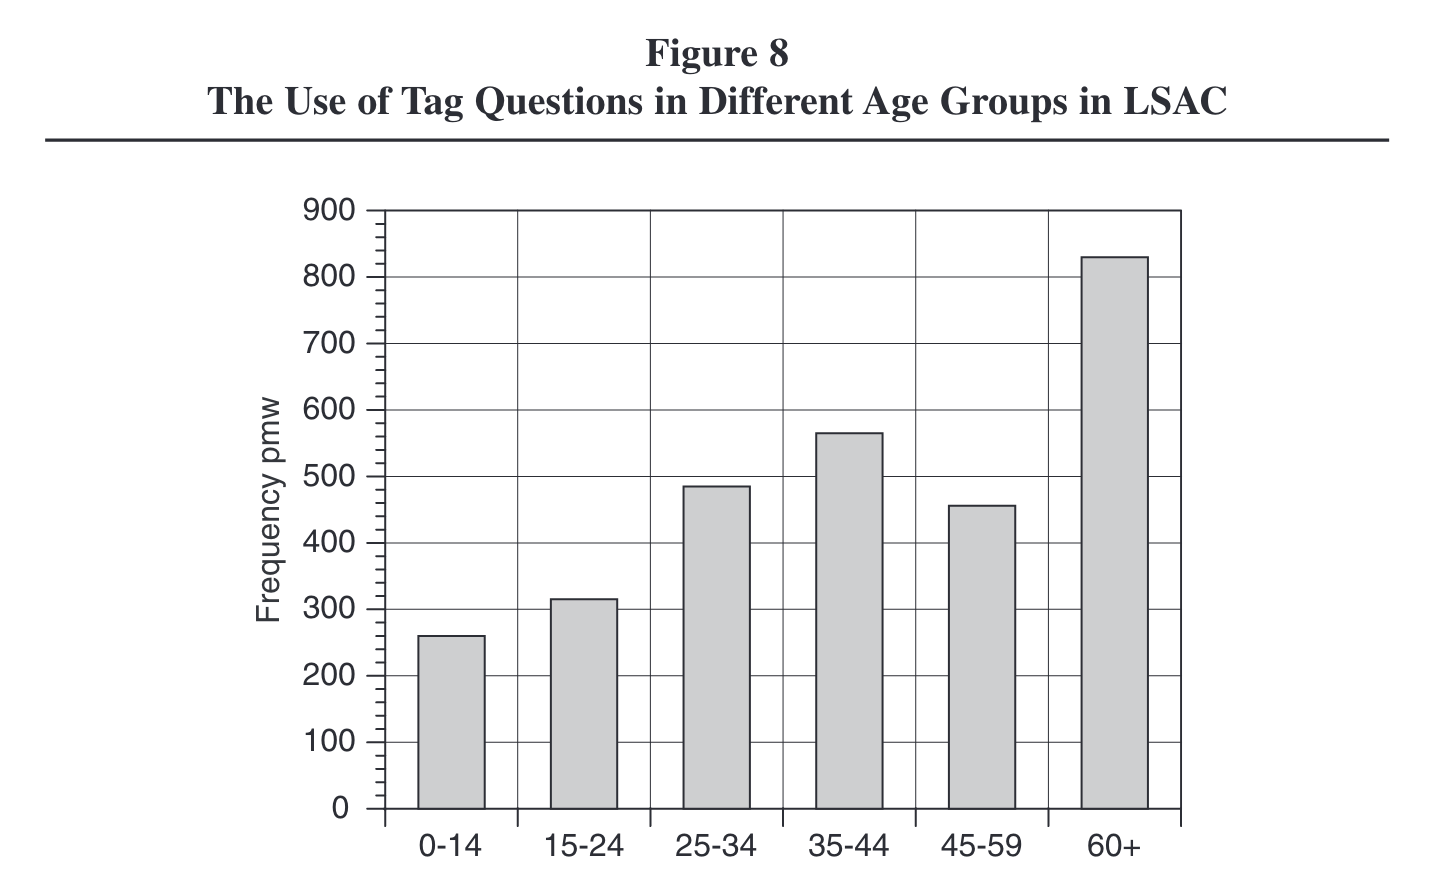 Figure 8
The Use of Tag Questions in Different Age Groups in LSAC
900
800
700
600
500
400
300
200
100
0
Frequency pmw
0-14 15-24 25-34 35-44 45-59 60+